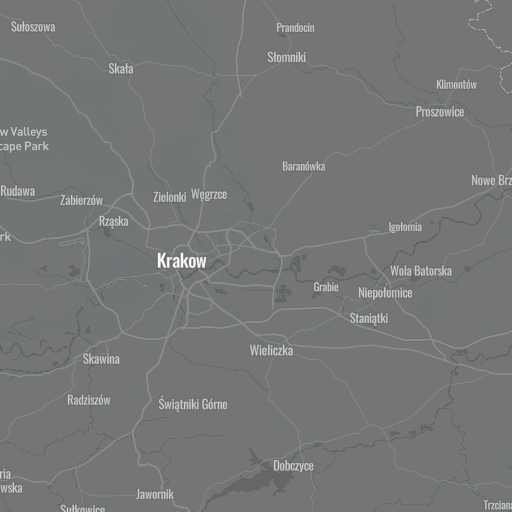 Sułoszowa
Prandocin
Słomniki
Skała
Klimontów
Proszowice
w Valleys
cape Park
Baranówka
Nowe Brz
Rudawa
Zabierzów
Zielonki
Węgrzce
Rząska
Igołomia
rk
Krakow
Wola Batorska
Grabie
Niepołomice
Staniątki
Wieliczka
Skawina
Radziszów
Świątniki Górne
Dobczyce
ria
wska
Jawornik
Sułkowice
Trzciana